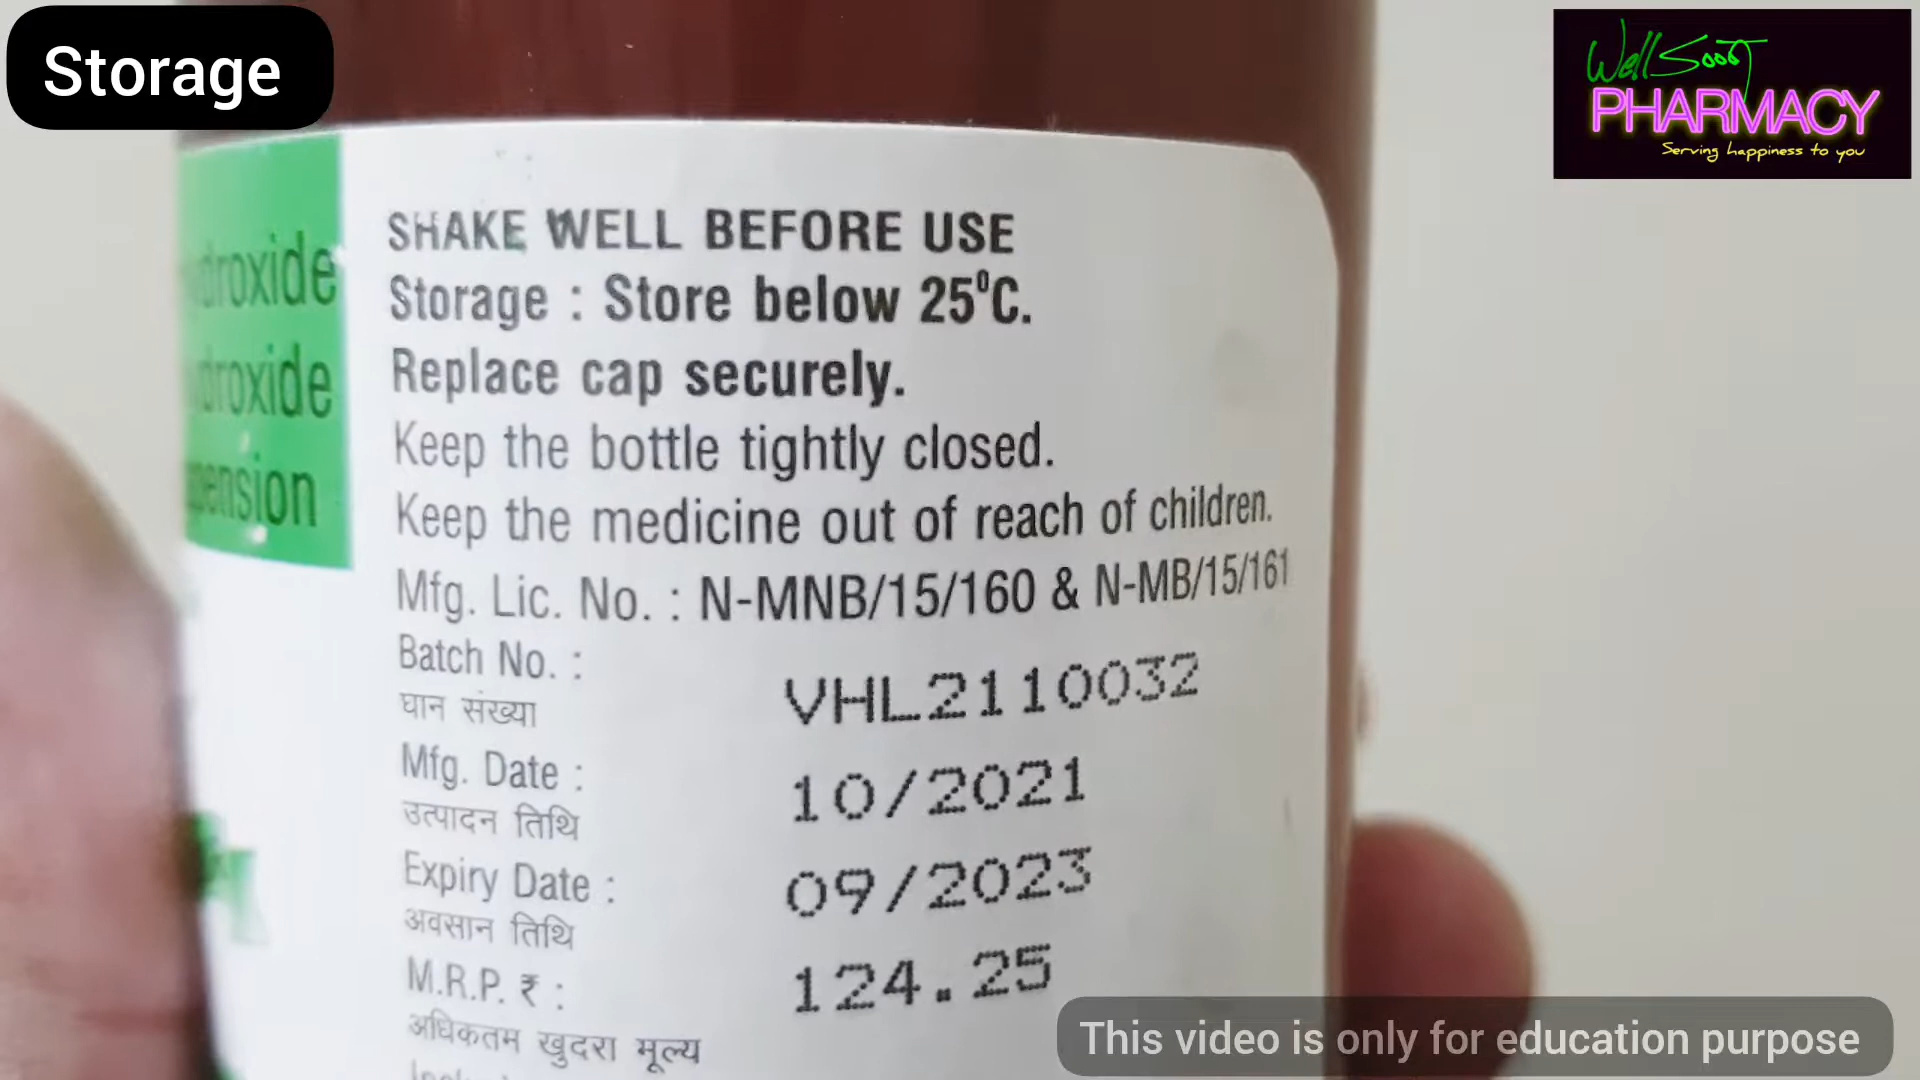 Storage
Well Soon
PHARMACY
Serving happiness to you
SHAKE WELL BEFORE USE
Storage : Store below 25°C.
Replace cap securely.
Keep the bottle tightly closed.
Keep the medicine out of reach of children.
Mfg. Lic. No. : N-MNB/15/160 & N-MB/15/161
Batch No. : VHL2110032
घान संख्या
Mfg. Date : 10/2021
उत्पादन तिथि
Expiry Date : 09/2023
अवसान तिथि
M.R.P. ₹ : 124.25
अधिकतम खुदरा मूल्य
This video is only for education purpose